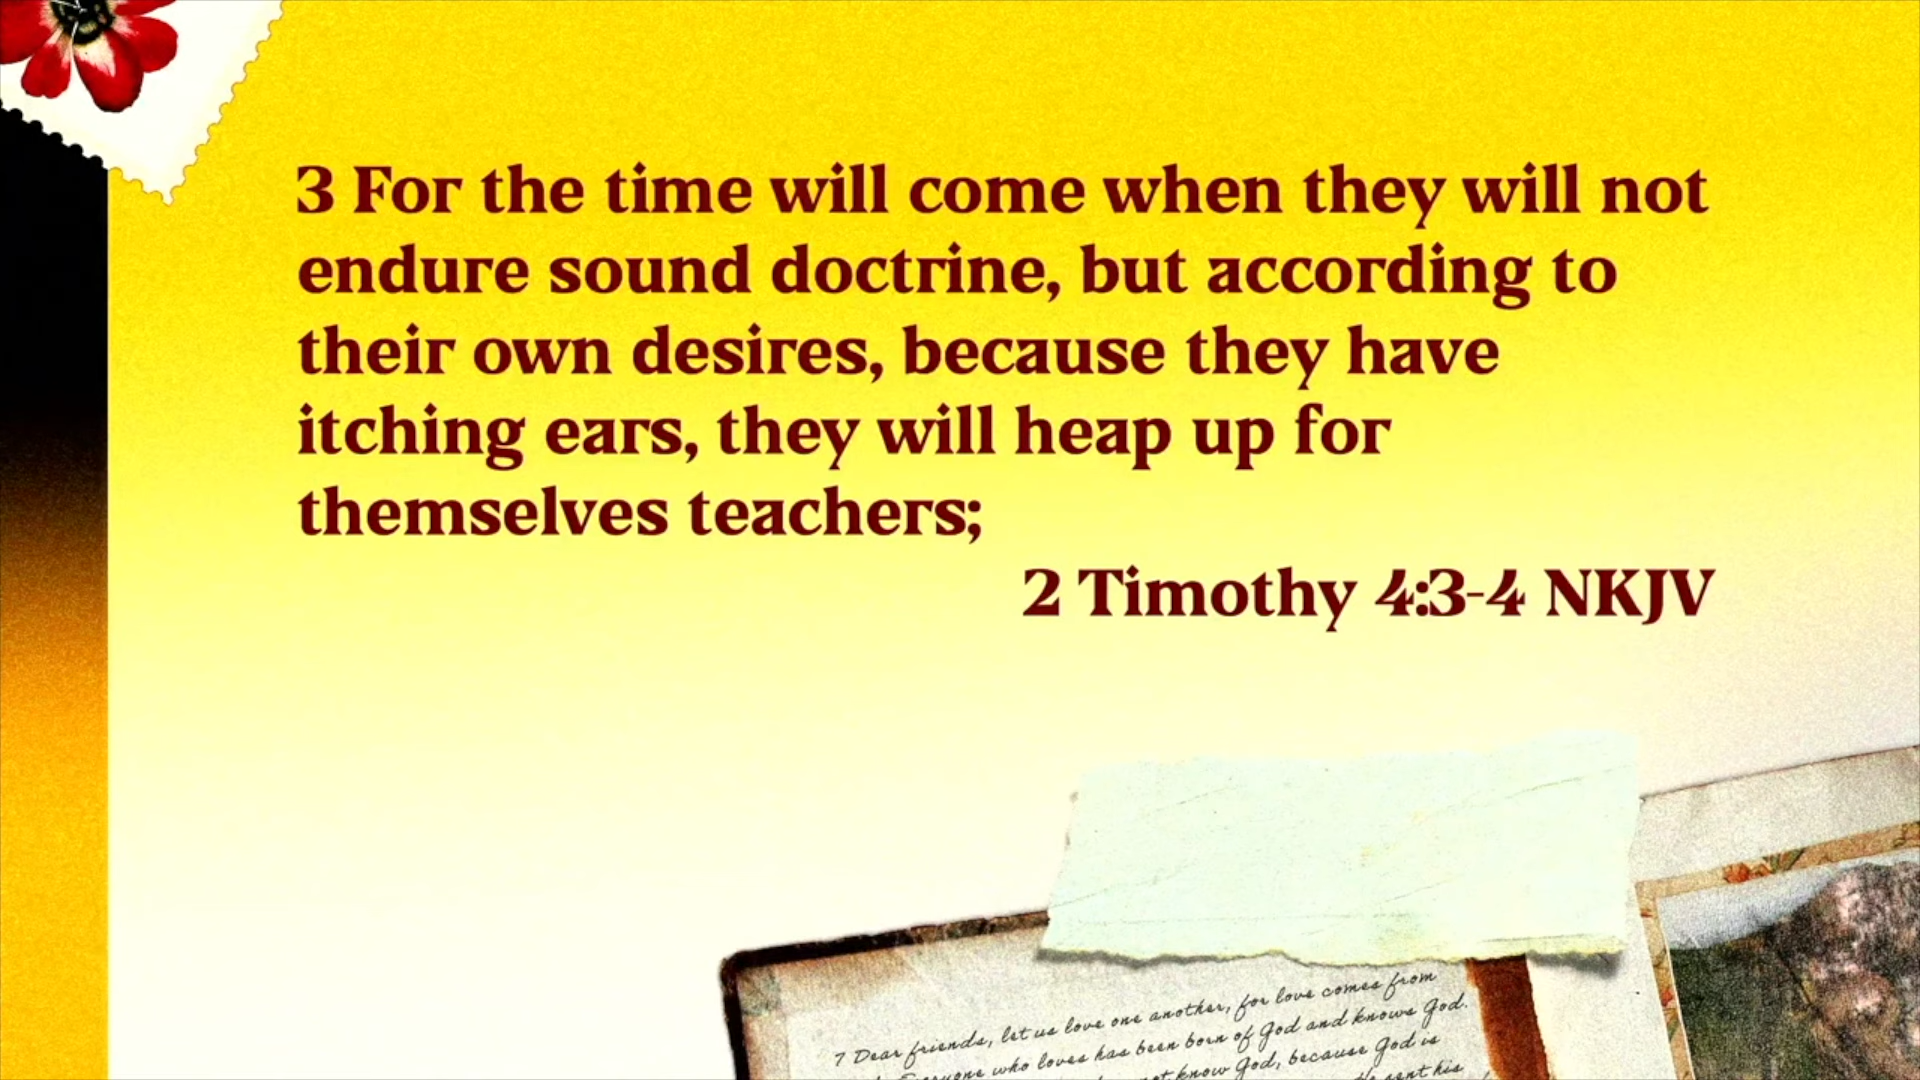 3 For the time will come when they will not
endure sound doctrine, but according to
their own desires, because they have
itching ears, they will heap up for
themselves teachers;
2 Timothy 4:3-4 NKJV
7 Dear friends, let us love one another, for love comes from
who loves has been born of God and knows God.
not know God, because God is
sent his